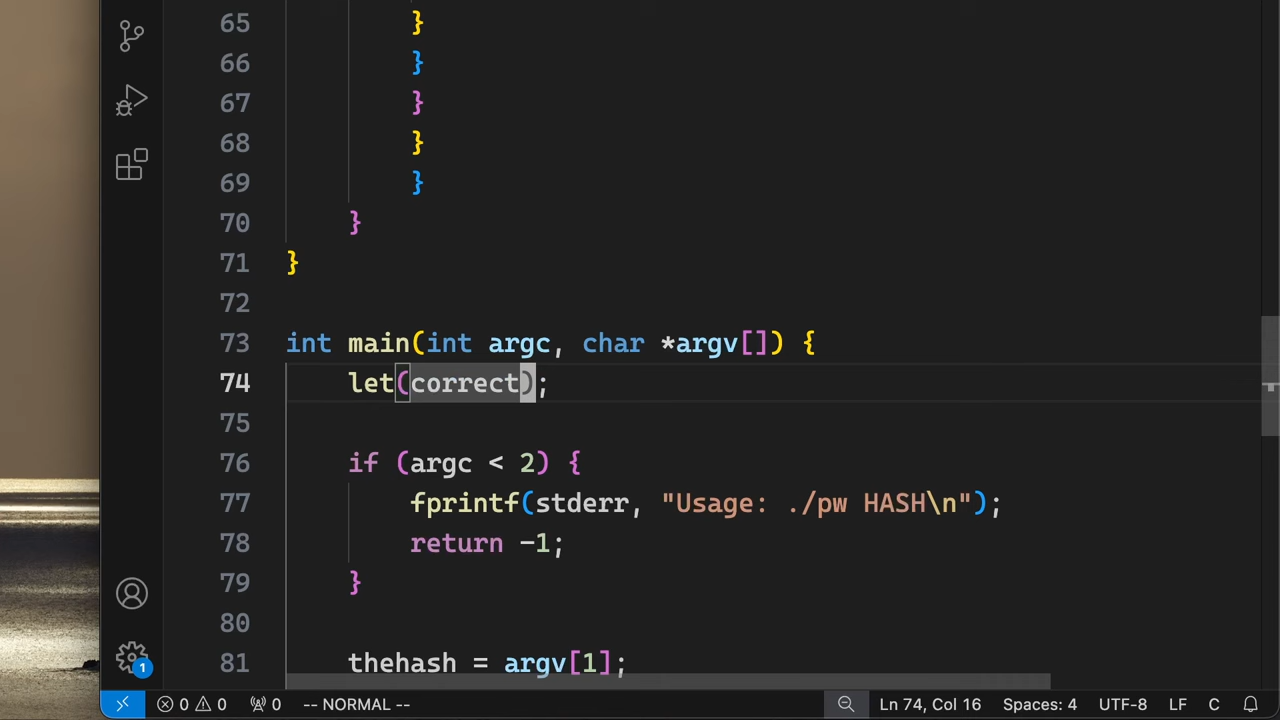 65 }
66 }
67 }
68 }
69 }
70 }
71 }
72
73 int main(int argc, char *argv[]) {
74 let(correct);
75
76 if (argc < 2) {
77 fprintf(stderr, "Usage: ./pw HASH\n");
78 return -1;
79 }
80
81 thehash = argv[1];
1
0 0 0 -- NORMAL -- Ln 74, Col 16 Spaces: 4 UTF-8 LF C